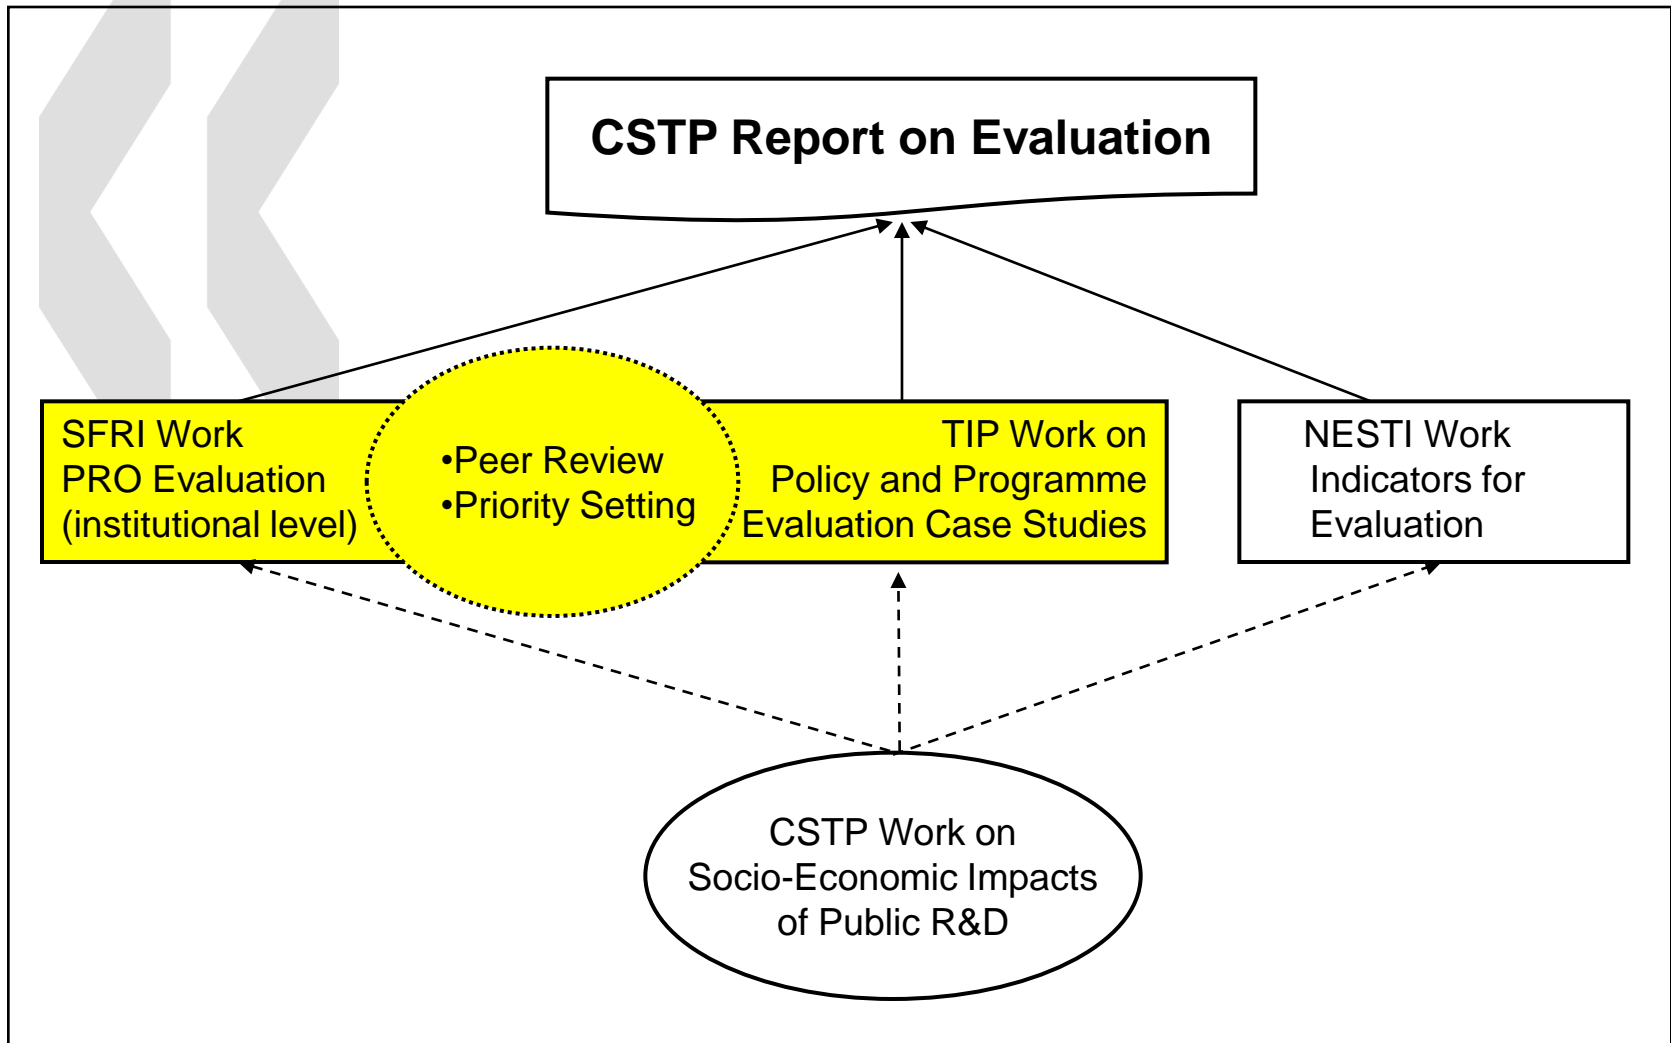 CSTP Report on Evaluation
SFRI Work
PRO Evaluation
(institutional level)
•Peer Review
•Priority Setting
TIP Work on
Policy and Programme
Evaluation Case Studies
NESTI Work
Indicators for
Evaluation
CSTP Work on
Socio-Economic Impacts
of Public R&D